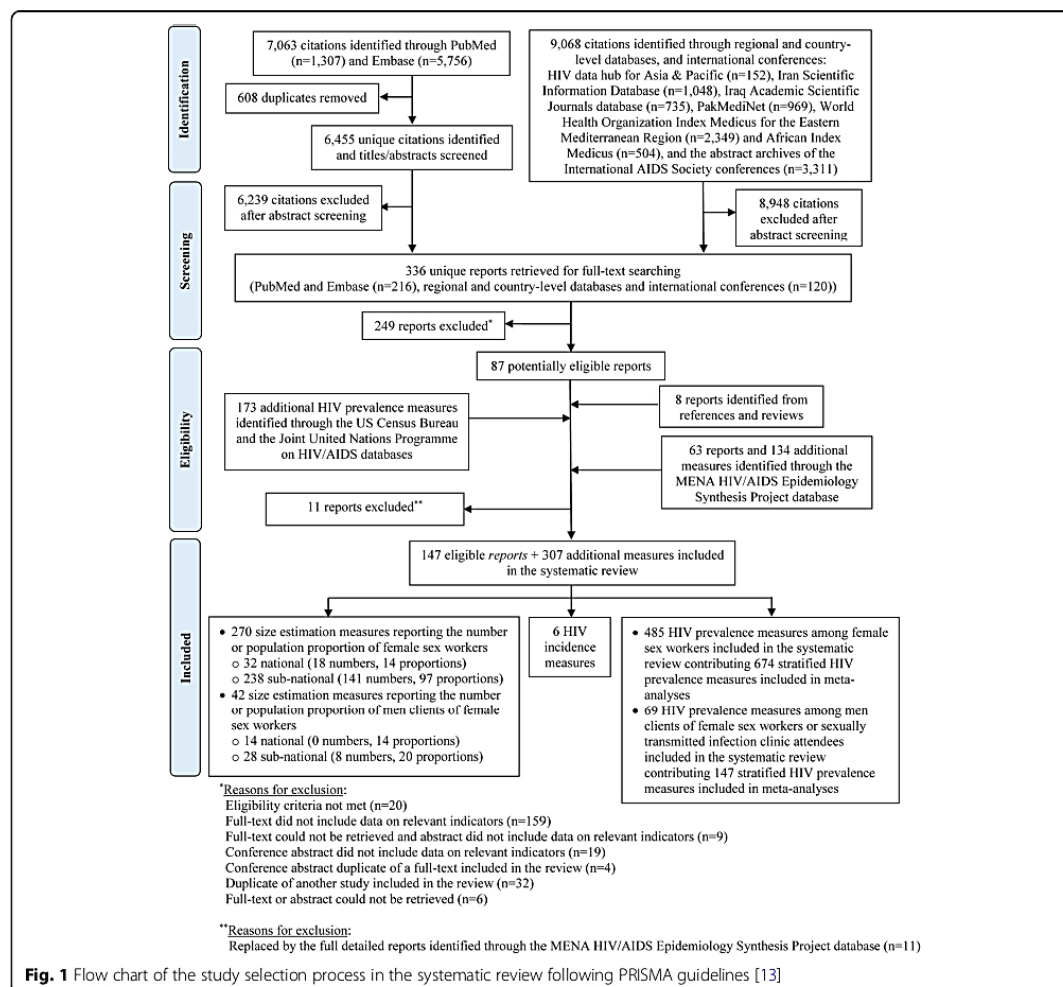 Identification
7,063 citations identified through PubMed
(n=1,307) and Embase (n=5,756)
608 duplicates removed
6,455 unique citations identified
and titles/abstracts screened
9,068 citations identified through regional and country-
level databases, and international conferences:
HIV data hub for Asia & Pacific (n=152), Iran Scientific
Information Database (n=1,048), Iraq Academic Scientific
Journals database (n=735), PakMediNet (n=969), World
Health Organization Index Medicus for the Eastern
Mediterranean Region (n=2,349) and African Index
Medicus (n=504), and the abstract archives of the
International AIDS Society conferences (n=3,311)
Screening
6,239 citations excluded
after abstract screening
8,948 citations
excluded after
abstract screening
336 unique reports retrieved for full-text searching
(PubMed and Embase (n=216), regional and country-level databases and international conferences (n=120))
249 reports excluded*
Eligibility
87 potentially eligible reports
8 reports identified from
references and reviews
173 additional HIV prevalence measures
identified through the US Census Bureau
and the Joint United Nations Programme
on HIV/AIDS databases
63 reports and 134 additional
measures identified through the
MENA HIV/AIDS Epidemiology
Synthesis Project database
11 reports excluded**
Included
147 eligible reports + 307 additional measures included
in the systematic review
• 270 size estimation measures reporting the number
or population proportion of female sex workers
o 32 national (18 numbers, 14 proportions)
o 238 sub-national (141 numbers, 97 proportions)
• 42 size estimation measures reporting the number
or population proportion of men clients of female
sex workers
o 14 national (0 numbers, 14 proportions)
o 28 sub-national (8 numbers, 20 proportions)
6 HIV
incidence
measures
• 485 HIV prevalence measures among female
sex workers included in the systematic
review contributing 674 stratified HIV
prevalence measures included in meta-
analyses
• 69 HIV prevalence measures among men
clients of female sex workers or sexually
transmitted infection clinic attendees
included in the systematic review
contributing 147 stratified HIV prevalence
measures included in meta-analyses
*Reasons for exclusion:
Eligibility criteria not met (n=20)
Full-text did not include data on relevant indicators (n=159)
Full-text could not be retrieved and abstract did not include data on relevant indicators (n=9)
Conference abstract did not include data on relevant indicators (n=19)
Conference abstract duplicate of a full-text included in the review (n=4)
Duplicate of another study included in the review (n=32)
Full-text or abstract could not be retrieved (n=6)
**Reasons for exclusion:
Replaced by the full detailed reports identified through the MENA HIV/AIDS Epidemiology Synthesis Project database (n=11)
Fig. 1 Flow chart of the study selection process in the systematic review following PRISMA guidelines [13]